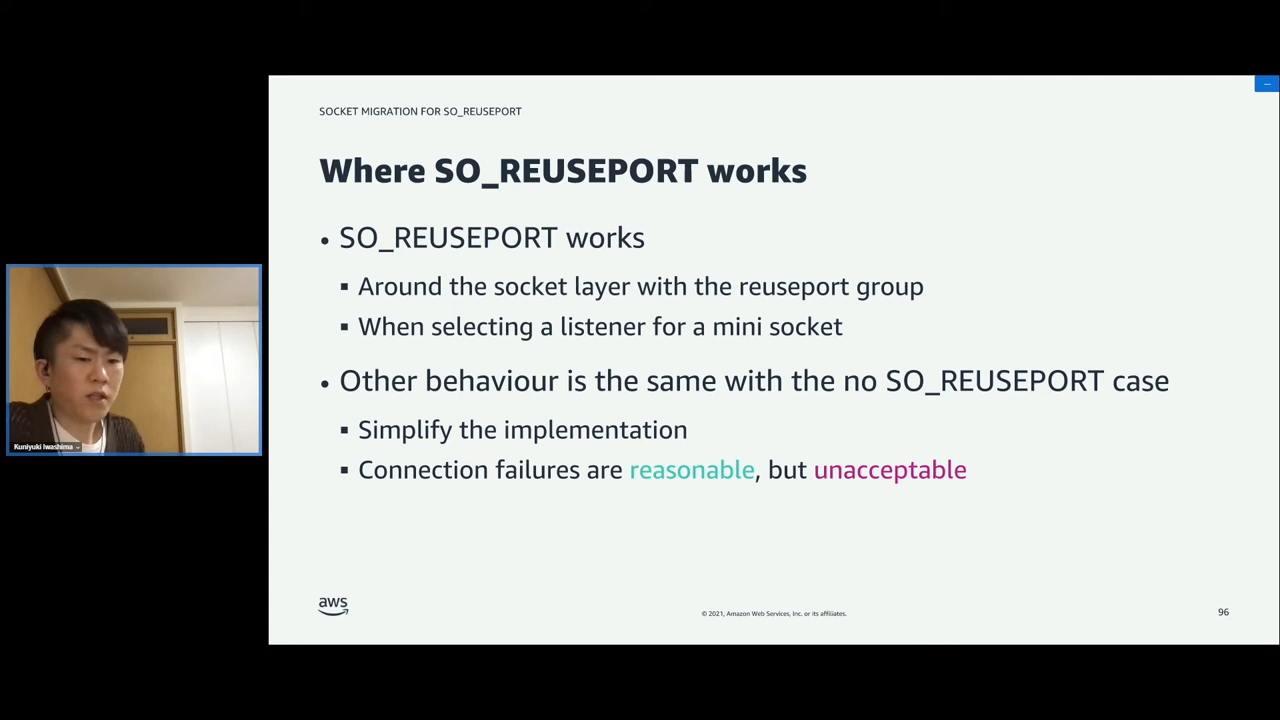 SOCKET MIGRATION FOR SO_REUSEPORT
Where SO_REUSEPORT works
• SO_REUSEPORT works
▪ Around the socket layer with the reuseport group
▪ When selecting a listener for a mini socket
• Other behaviour is the same with the no SO_REUSEPORT case
▪ Simplify the implementation
▪ Connection failures are reasonable, but unacceptable
Kuniyuki Iwashima
aws
© 2021, Amazon Web Services, Inc. or its affiliates.
96